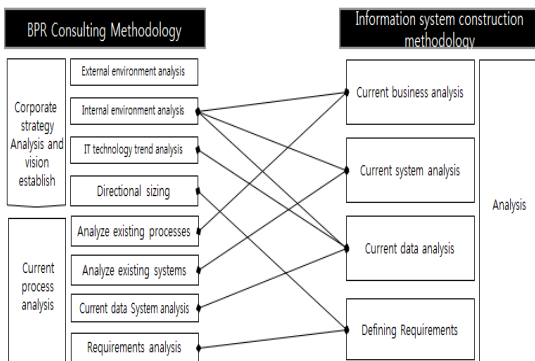 BPR Consulting Methodology
Information system construction
methodology
Corporate
strategy
Analysis and
vision
establish
External environment analysis
Internal environment analysis
IT technology trend analysis
Directional sizing
Current
process
analysis
Analyze existing processes
Analyze existing systems
Current data System analysis
Requirements analysis
Current business analysis
Current system analysis
Current data analysis
Defining Requirements
Analysis